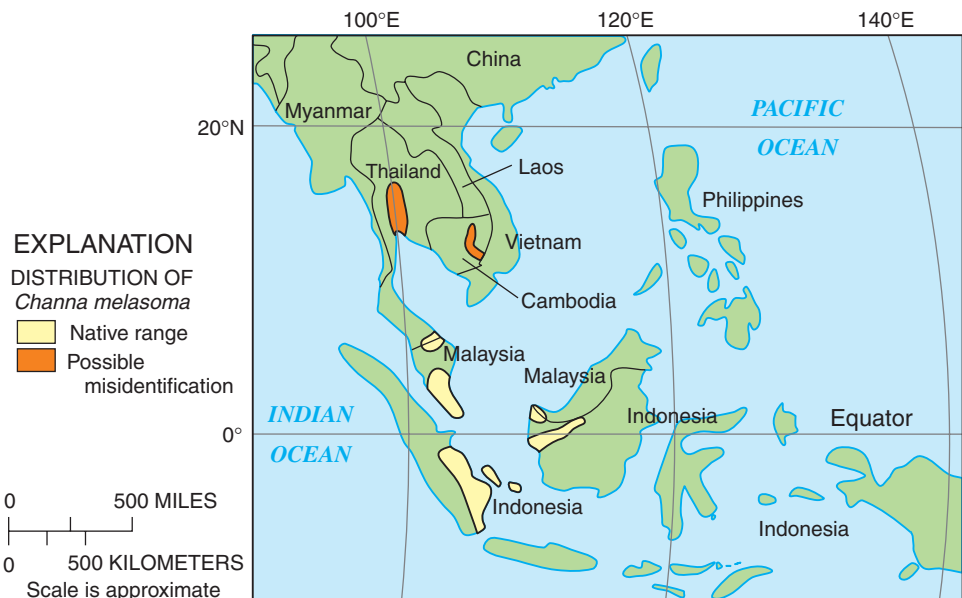 100°E
120°E
140°E
China
Myanmar
PACIFIC
OCEAN
20°N
Thailand
Laos
Philippines
Vietnam
Cambodia
EXPLANATION
DISTRIBUTION OF
Channa melasoma
Native range
Possible
misidentification
Malaysia
Malaysia
INDIAN
OCEAN
Indonesia
Equator
0°
Indonesia
Indonesia
0 500 MILES
0 500 KILOMETERS
Scale is approximate